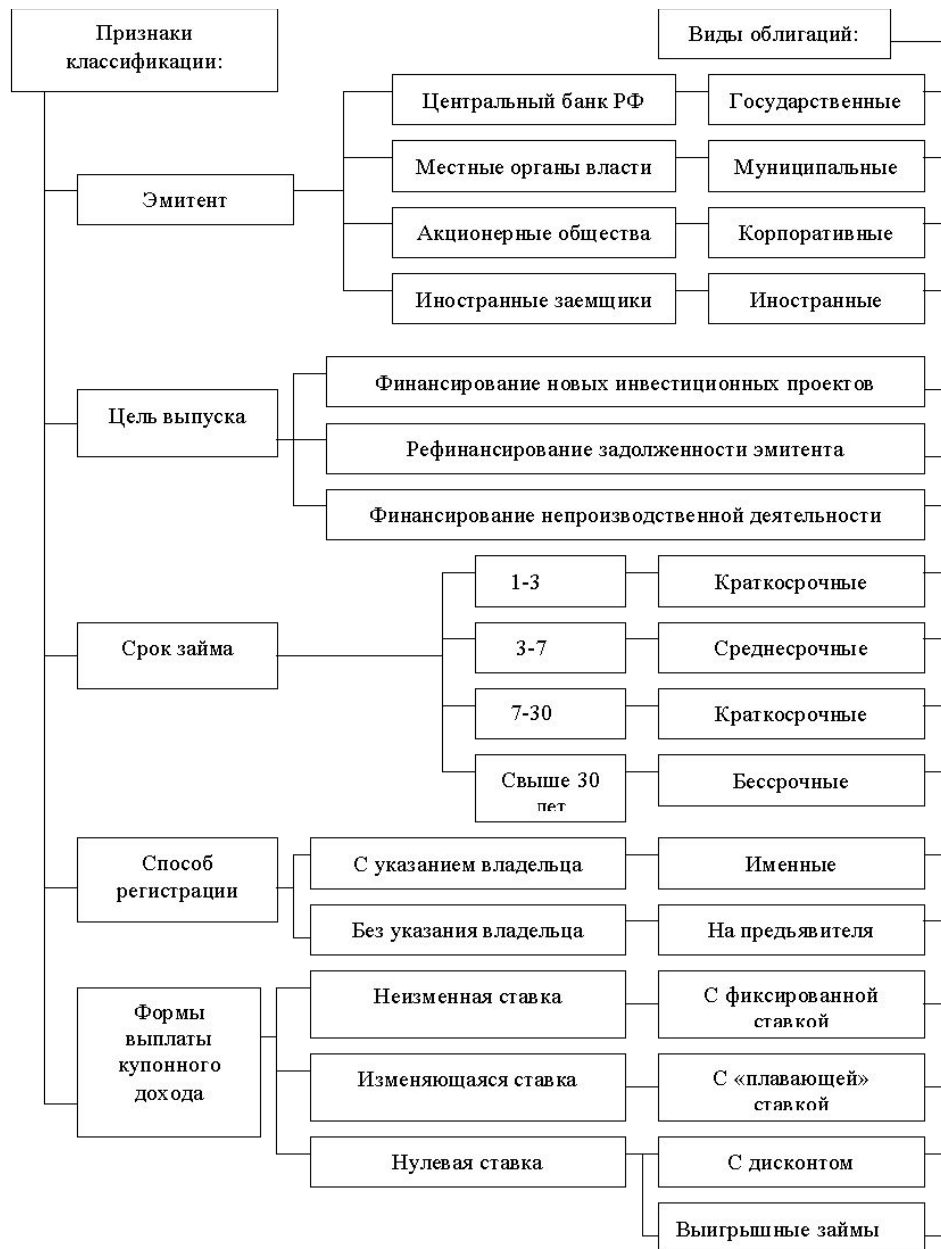 Признаки
классификации:
Виды облигаций:
Эмитент
Центральный банк РФ
Государственные
Местные органы власти
Муниципальные
Акционерные общества
Корпоративные
Иностранные заемщики
Иностранные
Цель выпуска
Финансирование новых инвестиционных проектов
Рефинансирование задолженности эмитента
Финансирование непроизводственной деятельности
Срок займа
1-3
Краткосрочные
3-7
Среднесрочные
7-30
Краткосрочные
Свыше 30
лет
Бессрочные
Способ
регистрации
С указанием владельца
Именные
Без указания владельца
На предьявителя
Формы
выплаты
купонного
дохода
Неизменная ставка
С фиксированной
ставкой
Изменяющаяся ставка
С «плавающей»
ставкой
Нулевая ставка
С дисконтом
Выигрышные займы